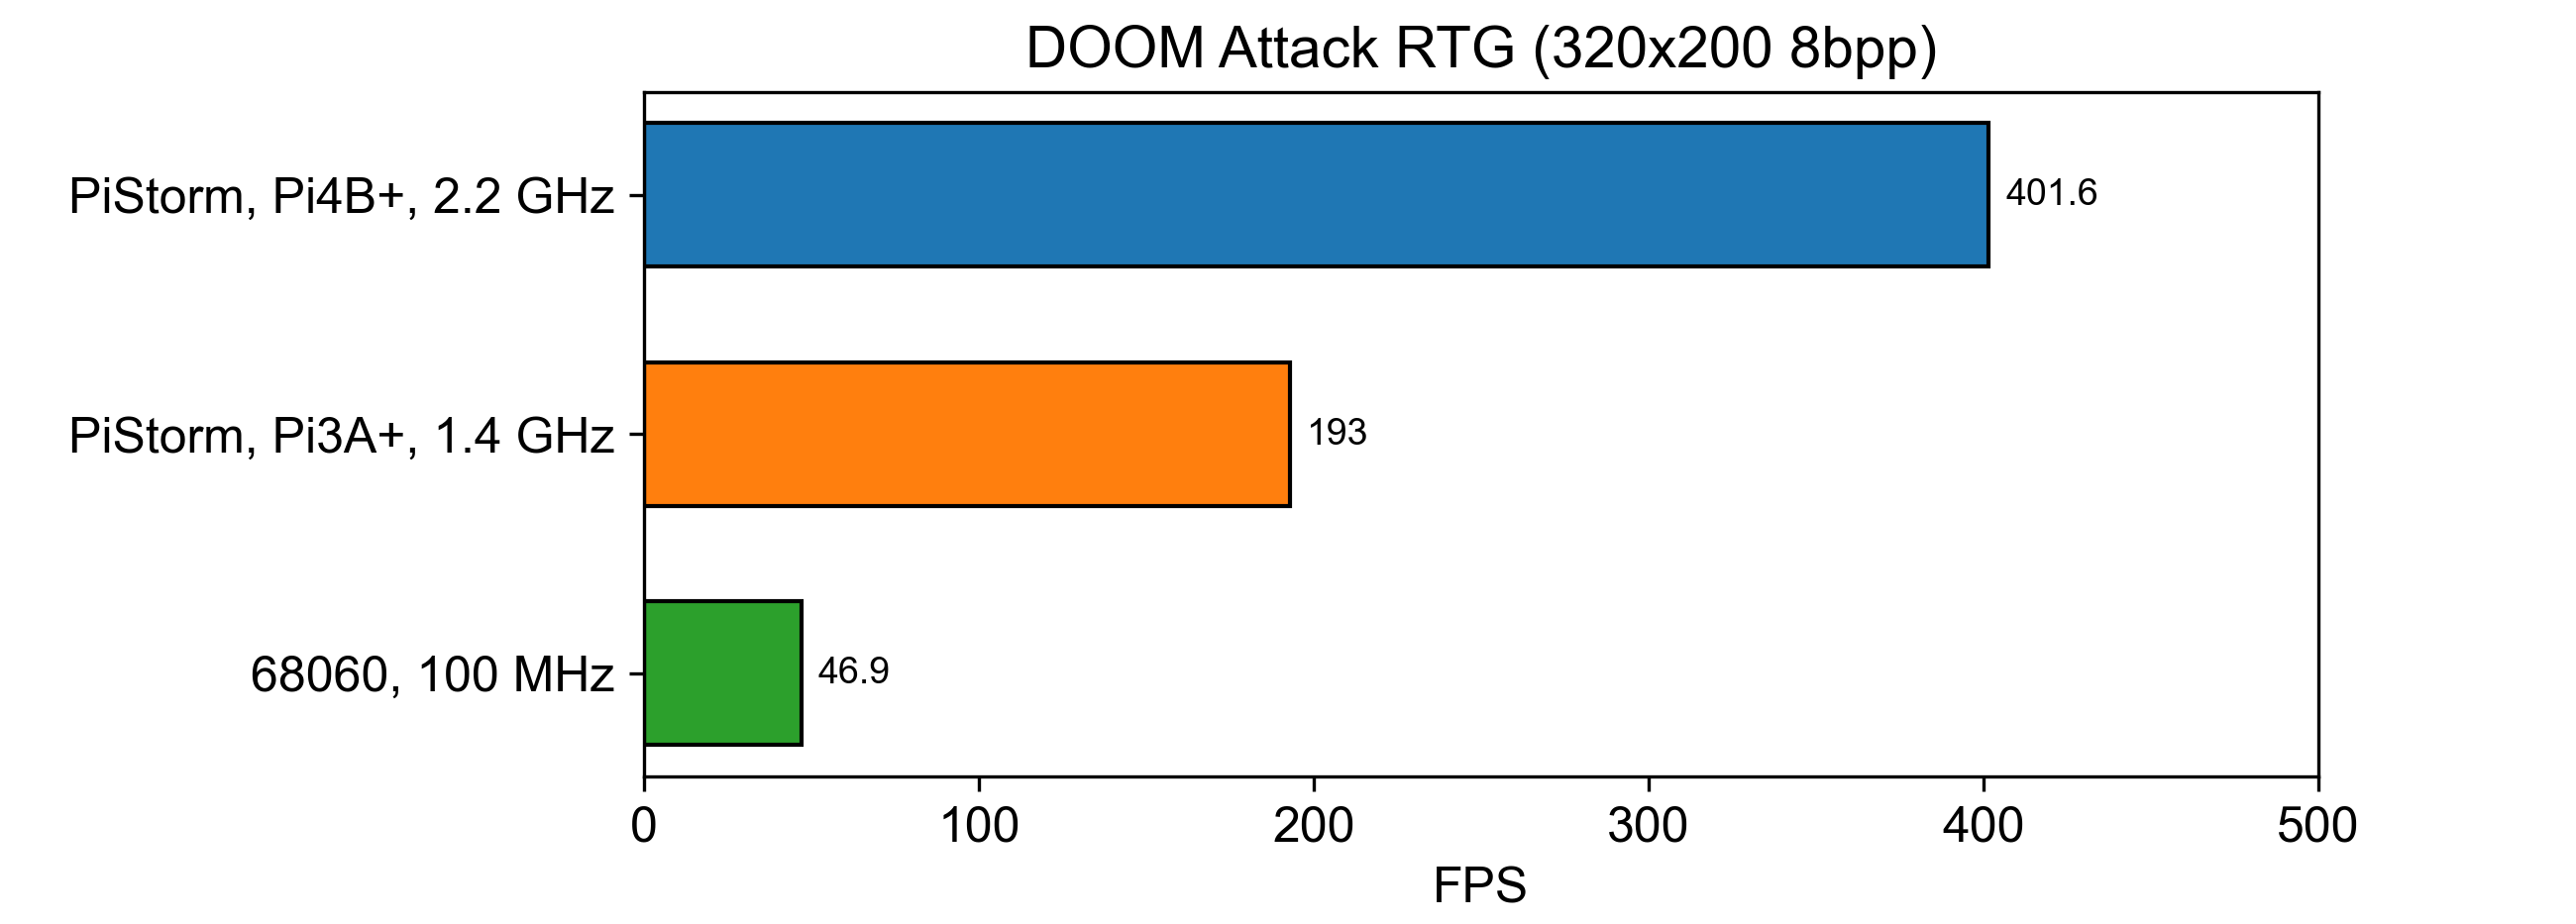 DOOM Attack RTG (320x200 8bpp)
PiStorm, Pi4B+, 2.2 GHz
401.6
PiStorm, Pi3A+, 1.4 GHz
193
68060, 100 MHz
46.9
0 100 200 300 400 500
FPS